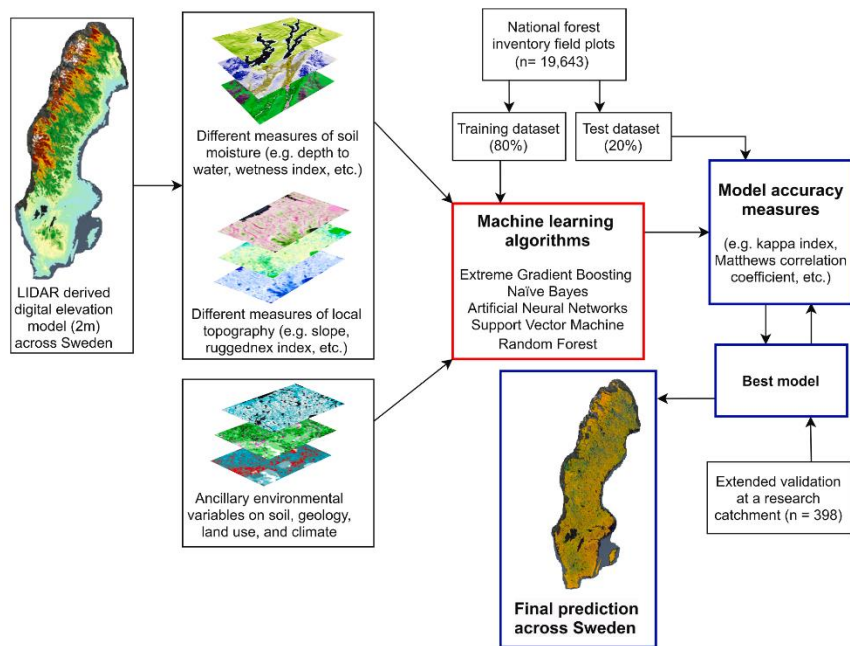 LIDAR derived
digital elevation
model (2m)
across Sweden
Different measures of soil
moisture (e.g. depth to
water, wetness index, etc.)
Different measures of local
topography (e.g. slope,
ruggednex index, etc.)
Ancillary environmental
variables on soil, geology,
land use, and climate
National forest
inventory field plots
(n= 19,643)
Training dataset
(80%)
Test dataset
(20%)
Machine learning
algorithms
Extreme Gradient Boosting
Naïve Bayes
Artificial Neural Networks
Support Vector Machine
Random Forest
Model accuracy
measures
(e.g. kappa index,
Matthews correlation
coefficient, etc.)
Best model
Extended validation
at a research
catchment (n = 398)
Final prediction
across Sweden